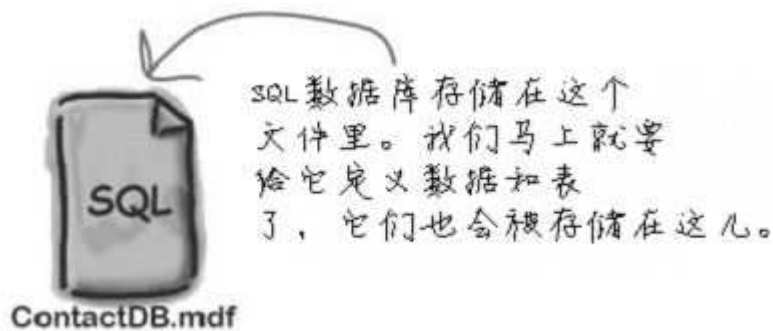 SQL数据库存储在这个
文件里。我们马上就要
给它定义数据和表
了，它们也会被存储在这儿。
SQL
ContactDB.mdf